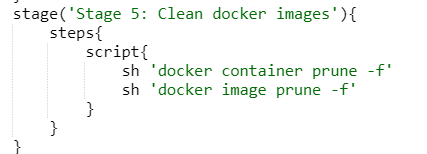 stage('Stage 5: Clean docker images'){
    steps{
        script{
            sh 'docker container prune -f'
            sh 'docker image prune -f'
        }
    }
}